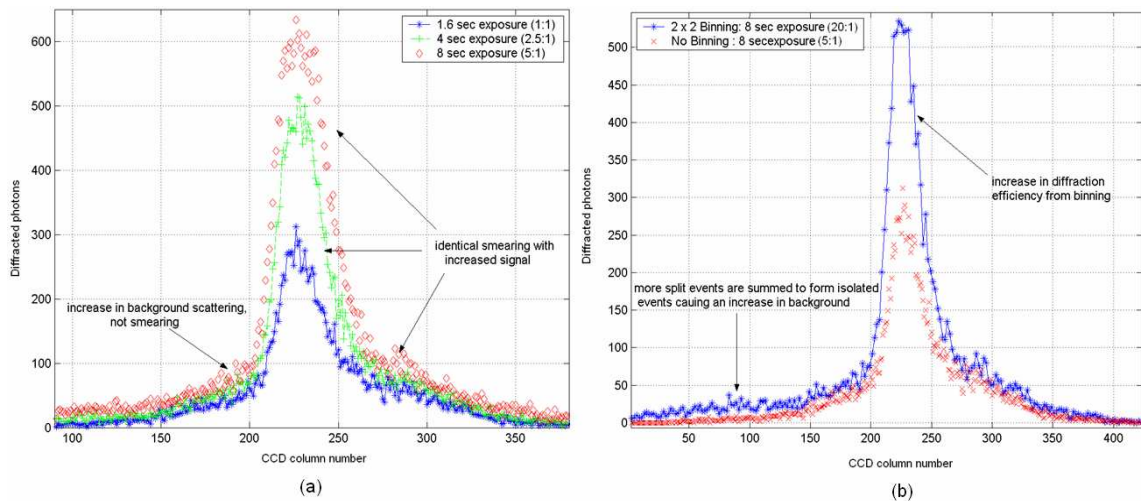 1.6 sec exposure (1:1)
4 sec exposure (2.5:1)
8 sec exposure (5:1)
600
500
400
300
200
100
0
Diffracted photons
identical smearing with
increased signal
increase in background scattering,
not smearing
100
150
200
250
300
350
CCD column number
(a)
2 x 2 Binning: 8 sec exposure (20:1)
No Binning : 8 secexposure (5:1)
500
450
400
350
300
250
200
150
100
50
0
Diffracted photons
increase in diffraction
efficiency from binning
more split events are summed to form isolated
events cauing an increase in background
50
100
150
200
250
300
350
400
CCD column number
(b)